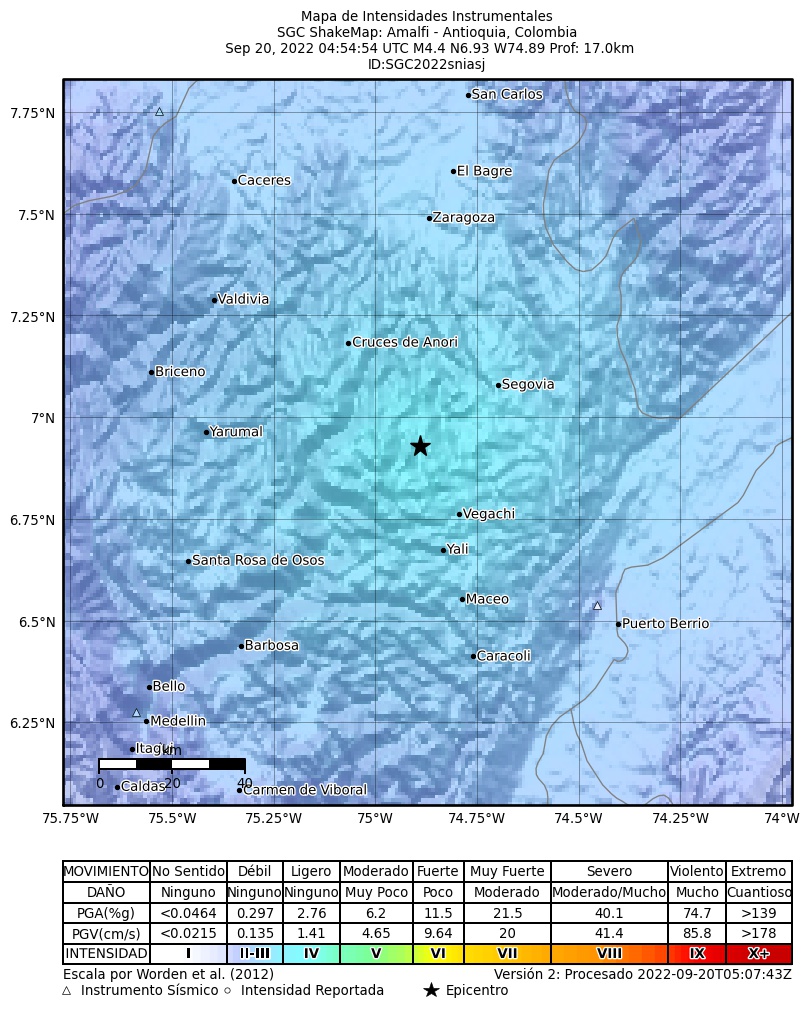 Mapa de Intensidades Instrumentales
SGC ShakeMap: Amalfi - Antioquia, Colombia
Sep 20, 2022 04:54:54 UTC M4.4 N6.93 W74.89 Prof: 17.0km
ID:SGC2022sniasj
San Carlos
7.75°N
El Bagre
Caceres
7.5°N
Zaragoza
Valdivia
7.25°N
Cruces de Anori
Briceno
Segovia
7°N
Yarumal
Vegachi
6.75°N
Yali
Santa Rosa de Osos
Maceo
6.5°N
Puerto Berrio
Barbosa
Caracoli
Bello
6.25°N
Medellin
Itagui
km
0 20 40
Caldas
Carmen de Viboral
75.75°W 75.5°W 75.25°W 75°W 74.75°W 74.5°W 74.25°W 74°W
MOVIMIENTO No Sentido Débil Ligero Moderado Fuerte Muy Fuerte Severo Violento Extremo
DAÑO Ninguno Ninguno Ninguno Muy Poco Poco Moderado Moderado/Mucho Mucho Cuantioso
PGA(%g) <0.0464 0.297 2.76 6.2 11.5 21.5 40.1 74.7 >139
PGV(cm/s) <0.0215 0.135 1.41 4.65 9.64 20 41.4 85.8 >178
INTENSIDAD I II-III IV V VI VII VIII IX X+
Escala por Worden et al. (2012) Versión 2: Procesado 2022-09-20T05:07:43Z
Instrumento Sísmico Intensidad Reportada Epicentro